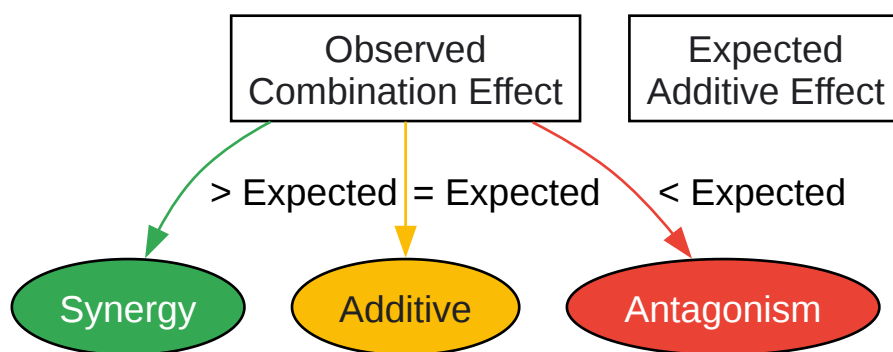 Observed
Combination Effect
Expected
Additive Effect
> Expected
= Expected
< Expected
Synergy
Additive
Antagonism